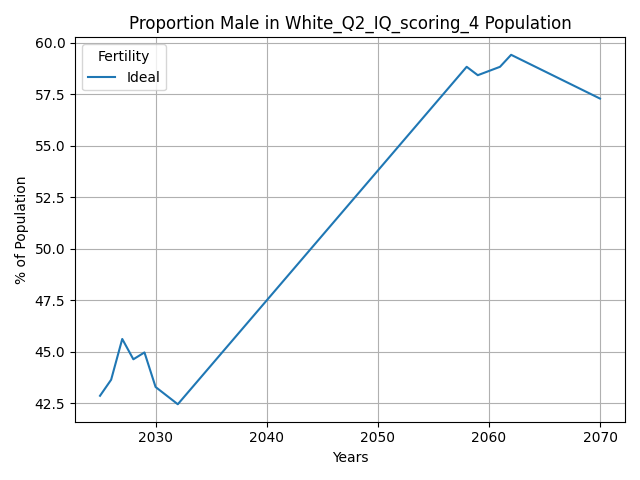 Proportion Male in White_Q2_IQ_scoring_4 Population
Fertility
Ideal
% of Population
60.0
57.5
55.0
52.5
50.0
47.5
45.0
42.5
2030 2040 2050 2060 2070
Years